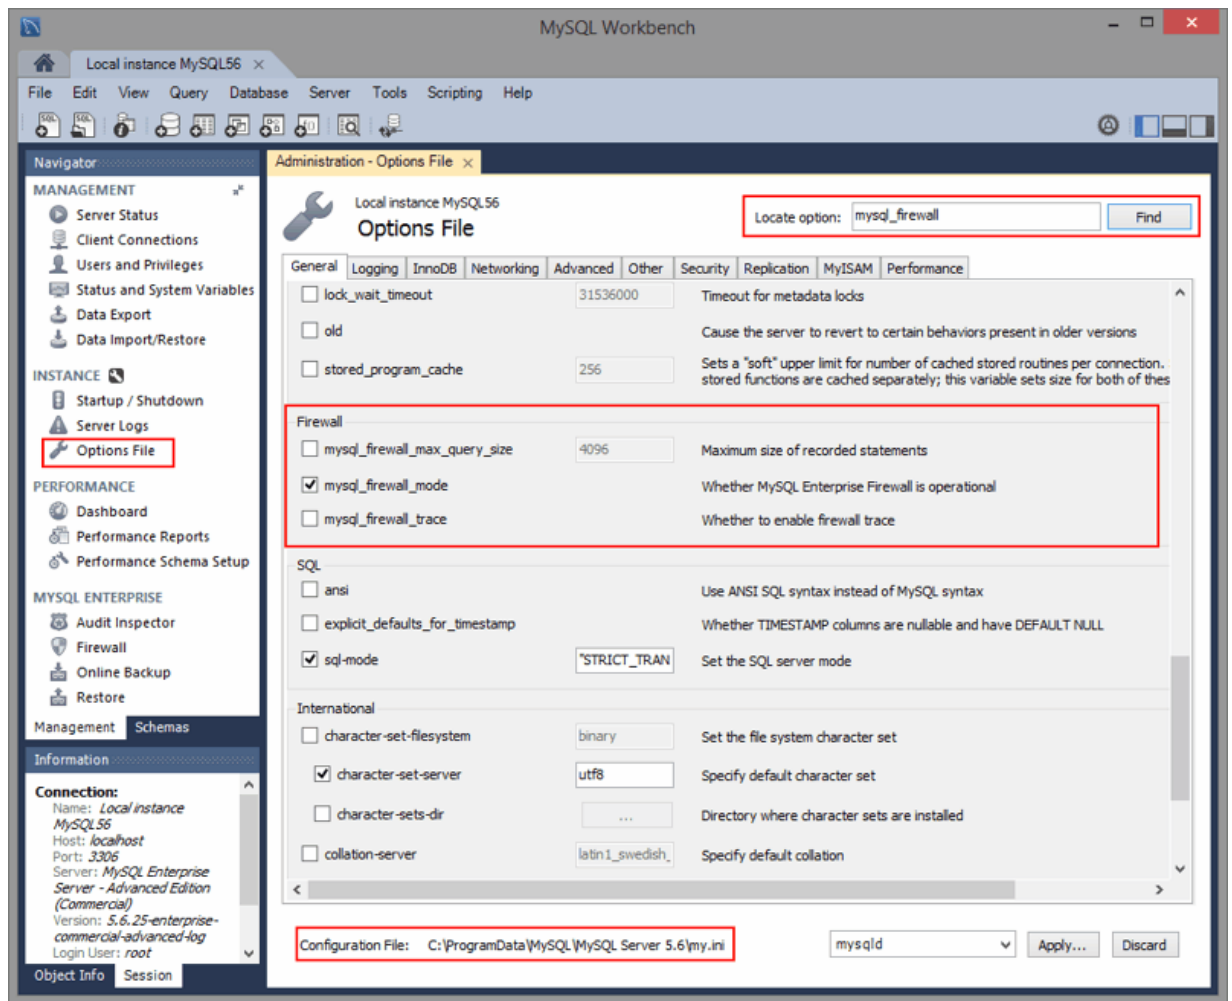 MySQL Workbench
Local instance MySQL56
File Edit View Query Database Server Tools Scripting Help
Navigator
MANAGEMENT
Server Status
Client Connections
Users and Privileges
Status and System Variables
Data Export
Data Import/Restore
INSTANCE
Startup / Shutdown
Server Logs
Options File
PERFORMANCE
Dashboard
Performance Reports
Performance Schema Setup
MYSQL ENTERPRISE
Audit Inspector
Firewall
Online Backup
Restore
Management Schemas
Information
Connection:
Name: Local instance
MySQL56
Host: localhost
Port: 3306
Server: MySQL Enterprise
Server - Advanced Edition
(Commercial)
Version: 5.6.25-enterprise-
commercial-advanced-log
Login User: root
Object Info Session
Administration - Options File
Local instance MySQL56
Options File
Locate option: mysql_firewall Find
General Logging InnoDB Networking Advanced Other Security Replication MyISAM Performance
lock_wait_timeout 31536000 Timeout for metadata locks
old Cause the server to revert to certain behaviors present in older versions
stored_program_cache 256 Sets a "soft" upper limit for number of cached stored routines per connection.
stored functions are cached separately; this variable sets size for both of thes
Firewall
mysql_firewall_max_query_size 4096 Maximum size of recorded statements
mysql_firewall_mode Whether MySQL Enterprise Firewall is operational
mysql_firewall_trace Whether to enable firewall trace
SQL
ansi Use ANSI SQL syntax instead of MySQL syntax
explicit_defaults_for_timestamp Whether TIMESTAMP columns are nullable and have DEFAULT NULL
sql-mode "STRICT_TRAN Set the SQL server mode
International
character-set-filesystem binary Set the file system character set
character-set-server utf8 Specify default character set
character-sets-dir ... Directory where character sets are installed
collation-server latin1_swedish_ Specify default collation
Configuration File: C:\ProgramData\MySQL\MySQL Server 5.6\my.ini mysqld Apply... Discard